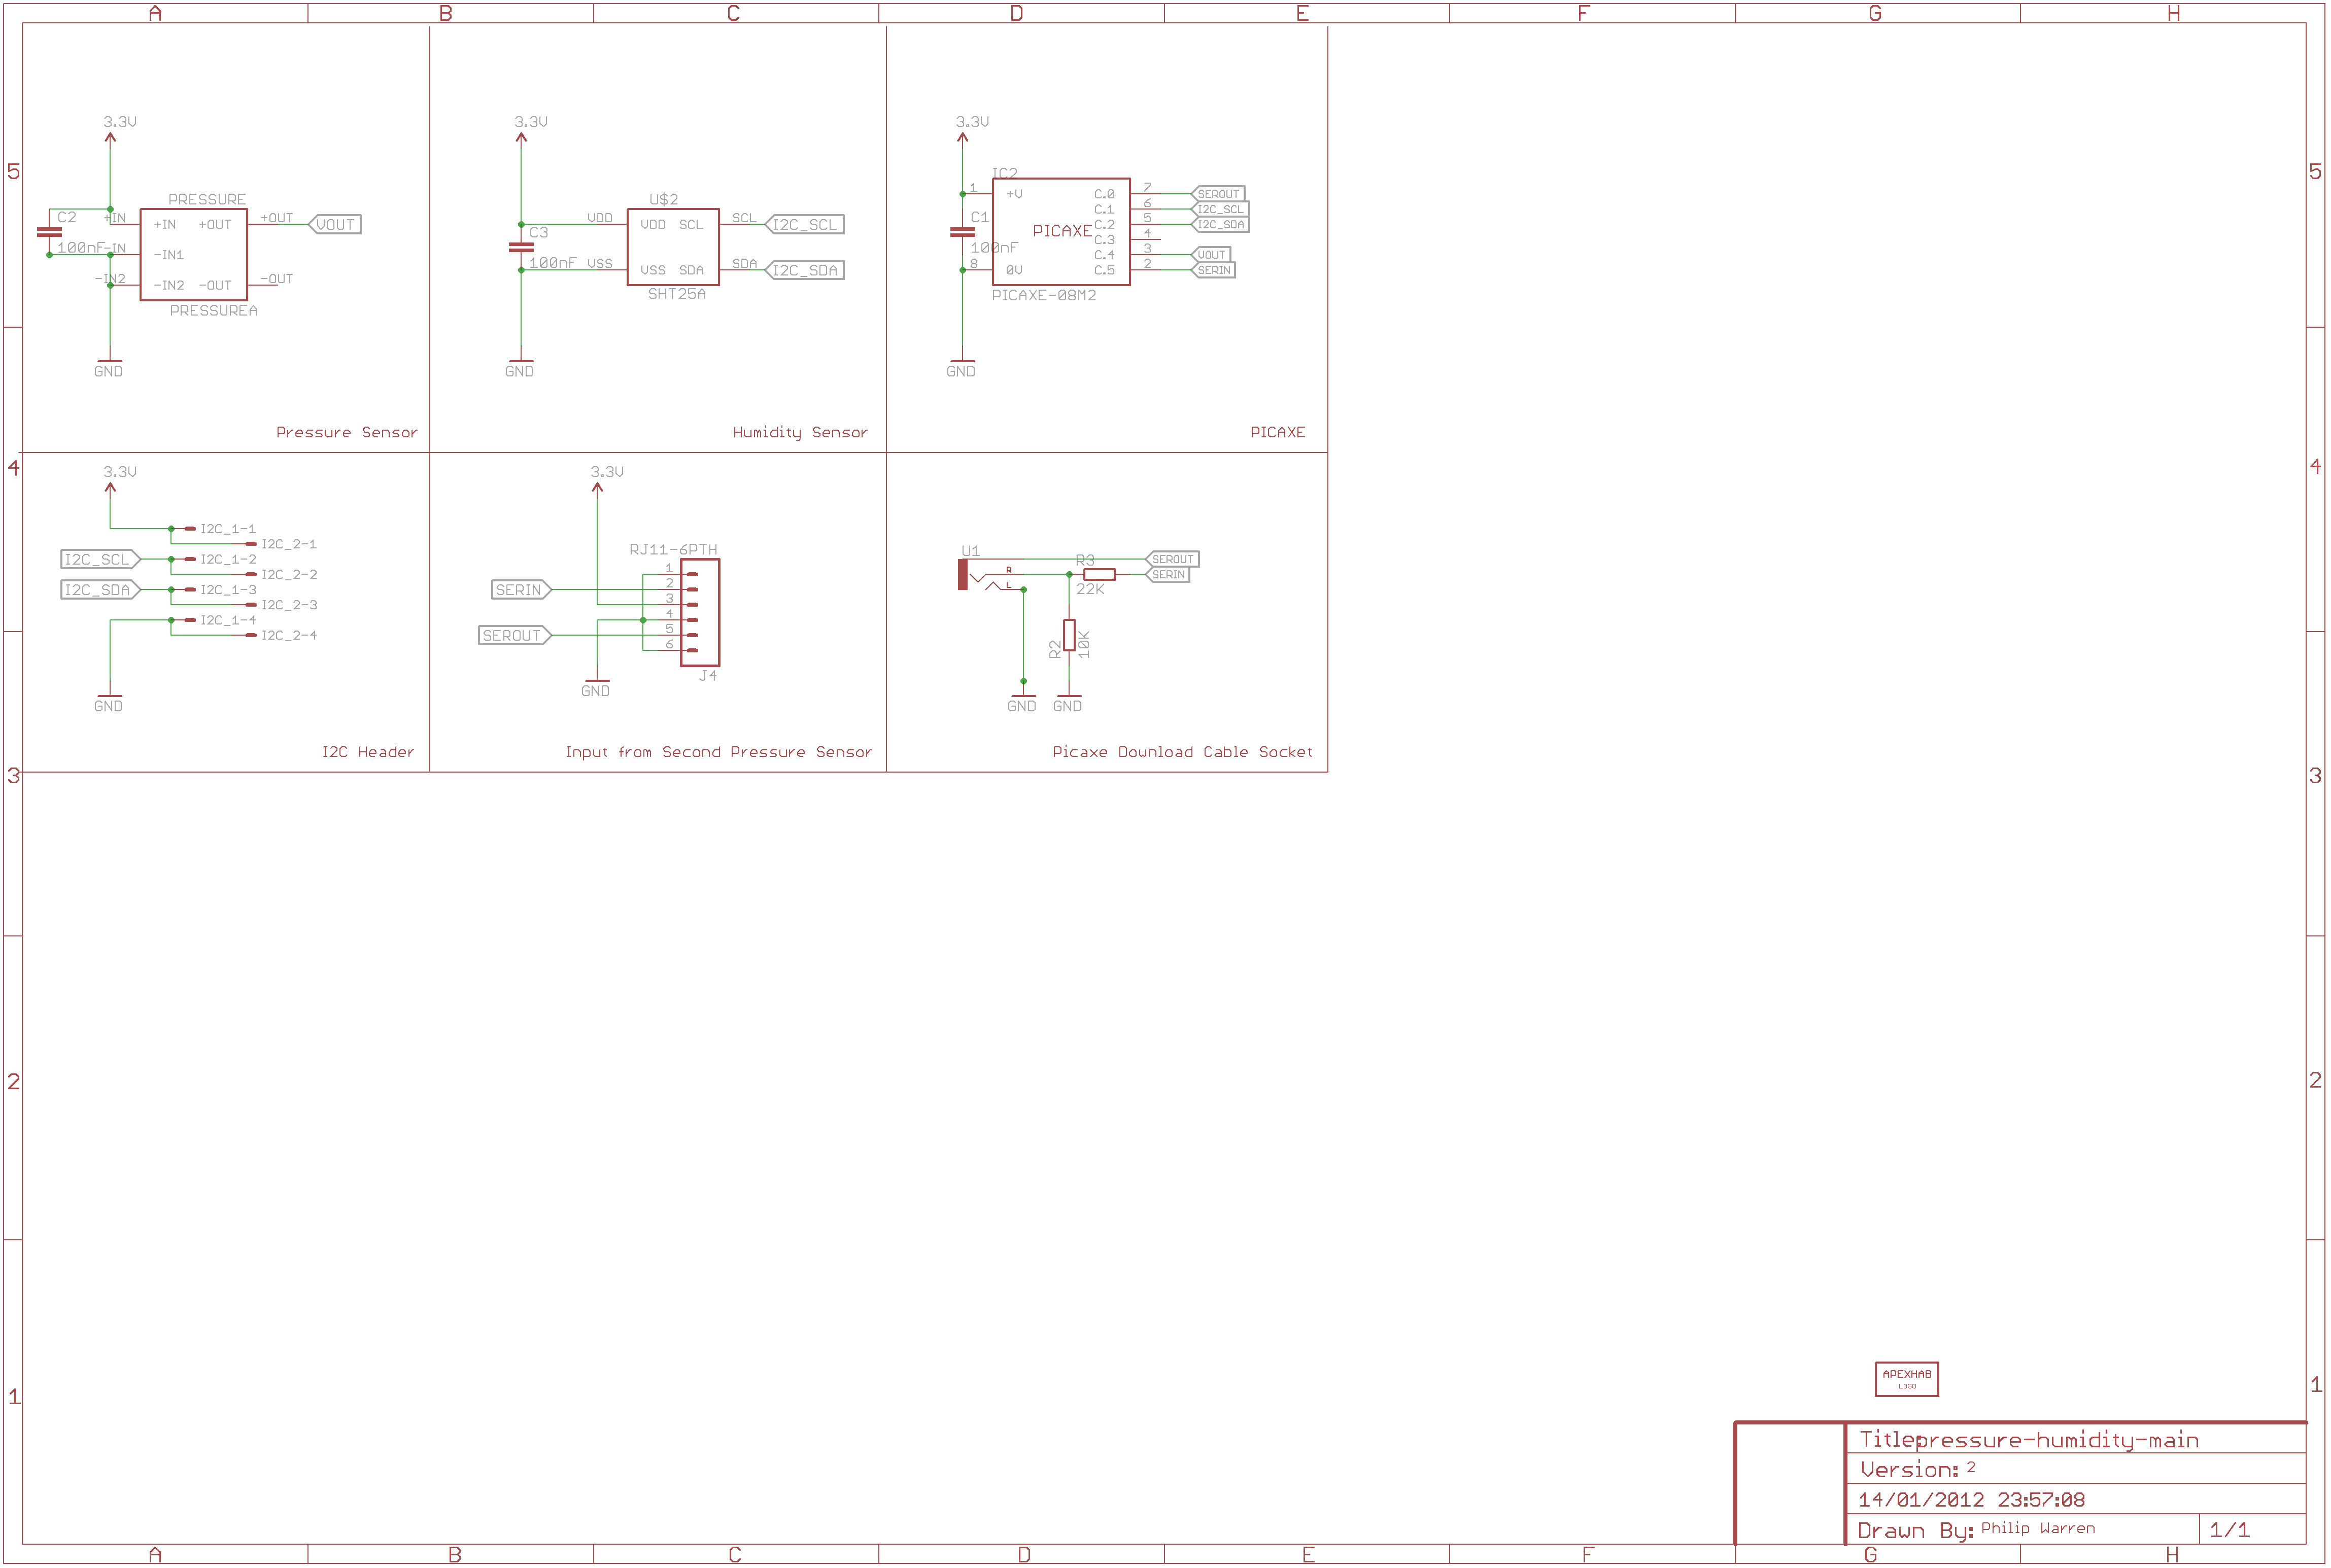 A B C D E F G H
5 5
3.3V
PRESSURE
C2
100nF
+IN
-IN
-IN2
+IN +OUT
-IN1
-IN2 -OUT
+OUT
-OUT
VOUT
PRESSUREA
GND
Pressure Sensor
3.3V
U$2
VDD
VSS
C3
100nF
VDD SCL
VSS SDA
SCL
SDA
I2C_SCL
I2C_SDA
SHT25A
GND
Humidity Sensor
3.3V
IC2
1
8
C1
100nF
+V
0V
PICAXE
C.0
C.1
C.2
C.3
C.4
C.5
7
6
5
4
3
2
SEROUT
I2C_SCL
I2C_SDA
VOUT
SERIN
PICAXE-08M2
GND
PICAXE
4 4
3.3V
I2C_1-1
I2C_2-1
I2C_SCL
I2C_1-2
I2C_2-2
I2C_SDA
I2C_1-3
I2C_2-3
I2C_1-4
I2C_2-4
GND
I2C Header
3.3V
RJ11-6PTH
1
2
3
4
5
6
SERIN
SEROUT
J4
GND
Input from Second Pressure Sensor
U1
R
L
R3
22K
SEROUT
SERIN
R2
10K
GND
GND
Picaxe Download Cable Socket
3 3
2 2
1 1
APEXHAB
LOGO
Title: pressure-humidity-main
Version: 2
14/01/2012 23:57:08
Drawn By: Philip Warren
1/1
A B C D E F G H